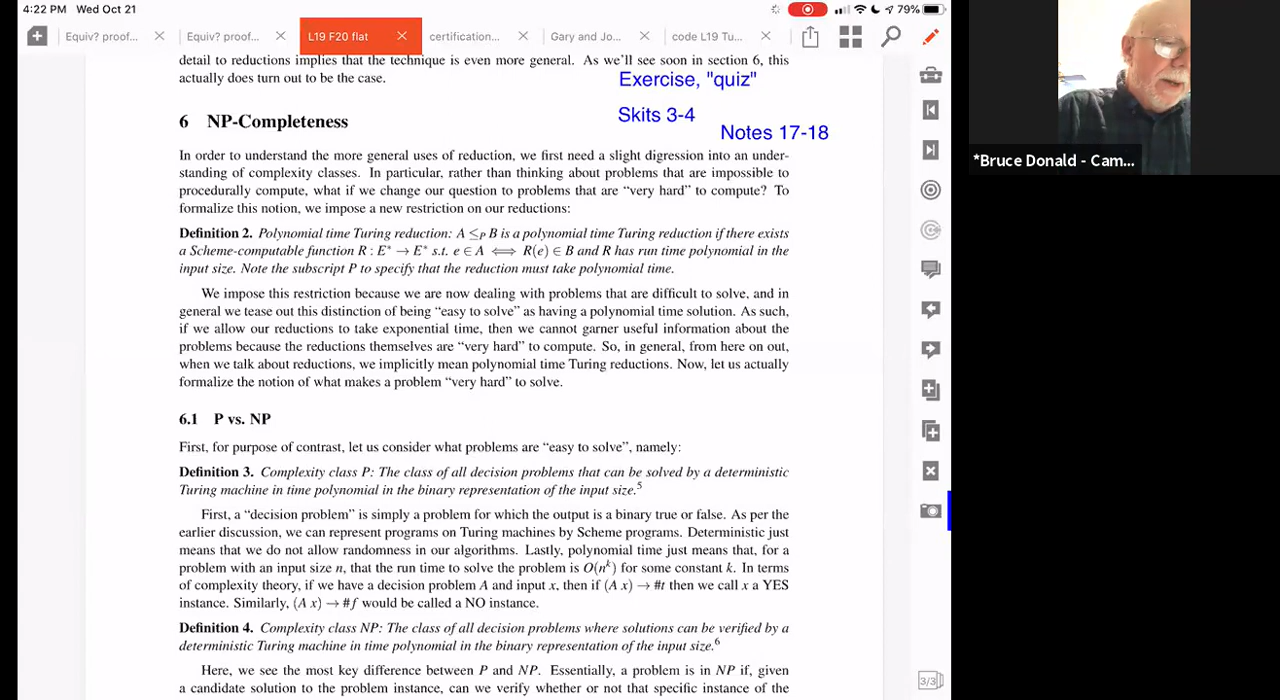 4:22 PM Wed Oct 21
79%
Equiv? proof...
Equiv? proof...
L19 F20 flat
certification...
Gary and Jo...
code L19 Tu...
detail to reductions implies that the technique is even more general. As we'll see soon in section 6, this
actually does turn out to be the case.
Exercise, "quiz"
Skits 3-4
Notes 17-18
6 NP-Completeness
In order to understand the more general uses of reduction, we first need a slight digression into an under-
standing of complexity classes. In particular, rather than thinking about problems that are impossible to
procedurally compute, what if we change our question to problems that are “very hard” to compute? To
formalize this notion, we impose a new restriction on our reductions:
Definition 2. Polynomial time Turing reduction: A ≤P B is a polynomial time Turing reduction if there exists
a Scheme-computable function R : E* → E* s.t. e ∈ A ⟺ R(e) ∈ B and R has run time polynomial in the
input size. Note the subscript P to specify that the reduction must take polynomial time.
We impose this restriction because we are now dealing with problems that are difficult to solve, and in
general we tease out this distinction of being “easy to solve” as having a polynomial time solution. As such,
if we allow our reductions to take exponential time, then we cannot garner useful information about the
problems because the reductions themselves are “very hard” to compute. So, in general, from here on out,
when we talk about reductions, we implicitly mean polynomial time Turing reductions. Now, let us actually
formalize the notion of what makes a problem “very hard” to solve.
6.1 P vs. NP
First, for purpose of contrast, let us consider what problems are “easy to solve”, namely:
Definition 3. Complexity class P: The class of all decision problems that can be solved by a deterministic
Turing machine in time polynomial in the binary representation of the input size.⁵
First, a “decision problem” is simply a problem for which the output is a binary true or false. As per the
earlier discussion, we can represent programs on Turing machines by Scheme programs. Deterministic just
means that we do not allow randomness in our algorithms. Lastly, polynomial time just means that, for a
problem with an input size n, that the run time to solve the problem is O(nᵏ) for some constant k. In terms
of complexity theory, if we have a decision problem A and input x, then if (A x) → #t then we call x a YES
instance. Similarly, (A x) → #f would be called a NO instance.
Definition 4. Complexity class NP: The class of all decision problems where solutions can be verified by a
deterministic Turing machine in time polynomial in the binary representation of the input size.⁶
Here, we see the most key difference between P and NP. Essentially, a problem is in NP if, given
a candidate solution to the problem instance, can we verify whether or not that specific instance of the
3/3
*Bruce Donald - Cam...